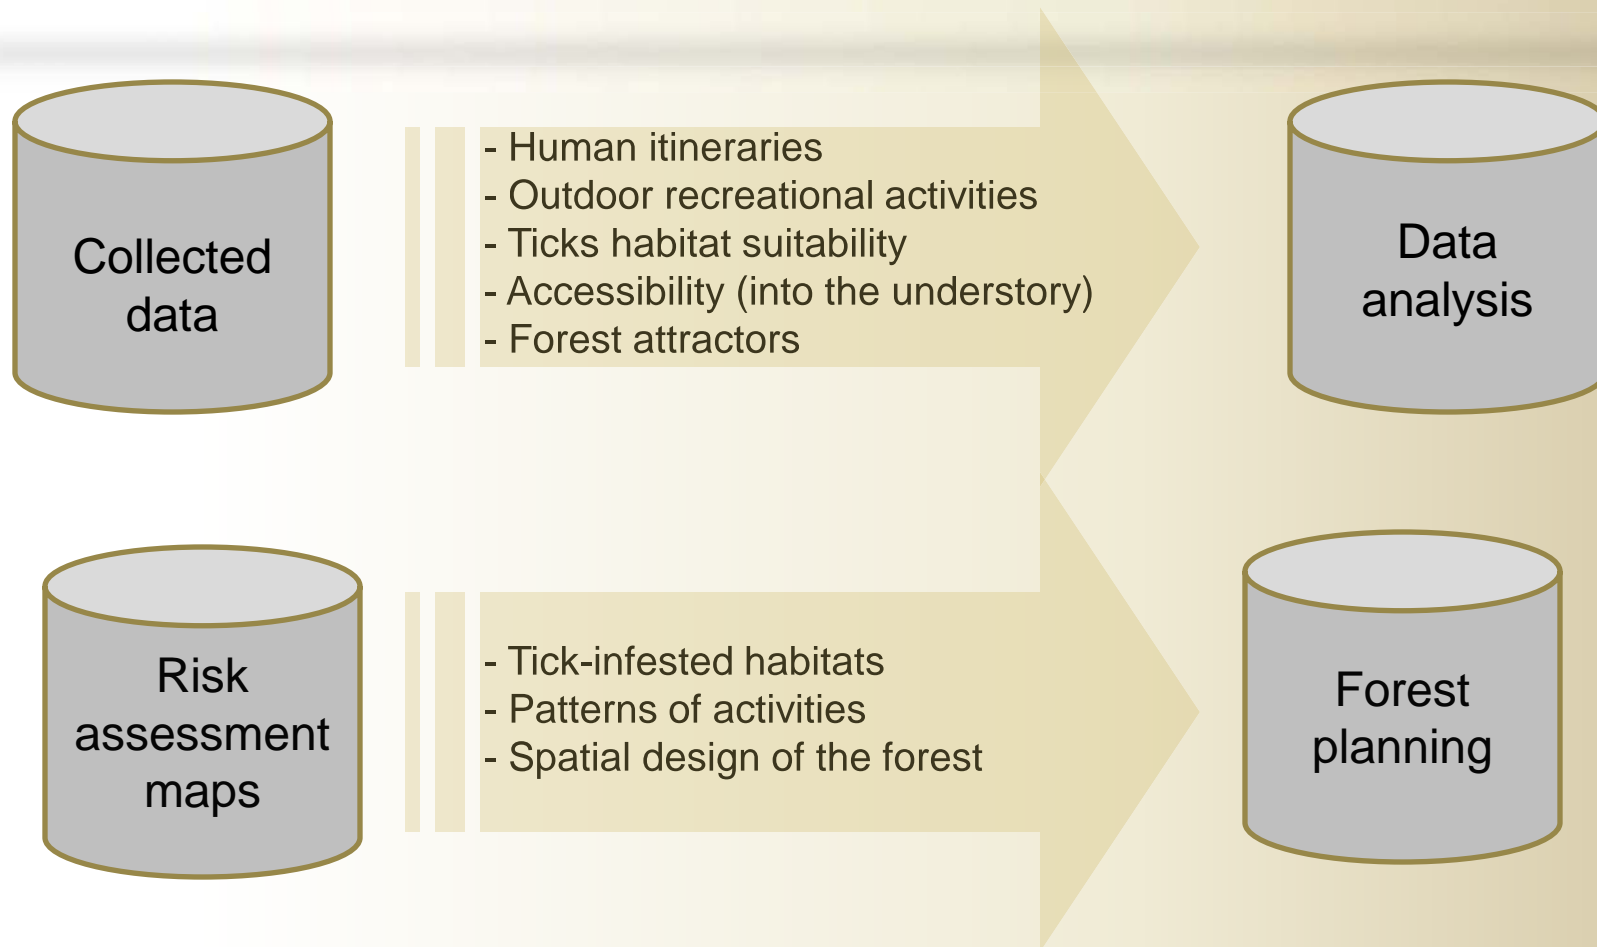 Collected
data
- Human itineraries
- Outdoor recreational activities
- Ticks habitat suitability
- Accessibility (into the understory)
- Forest attractors
Data
analysis
Risk
assessment
maps
- Tick-infested habitats
- Patterns of activities
- Spatial design of the forest
Forest
planning